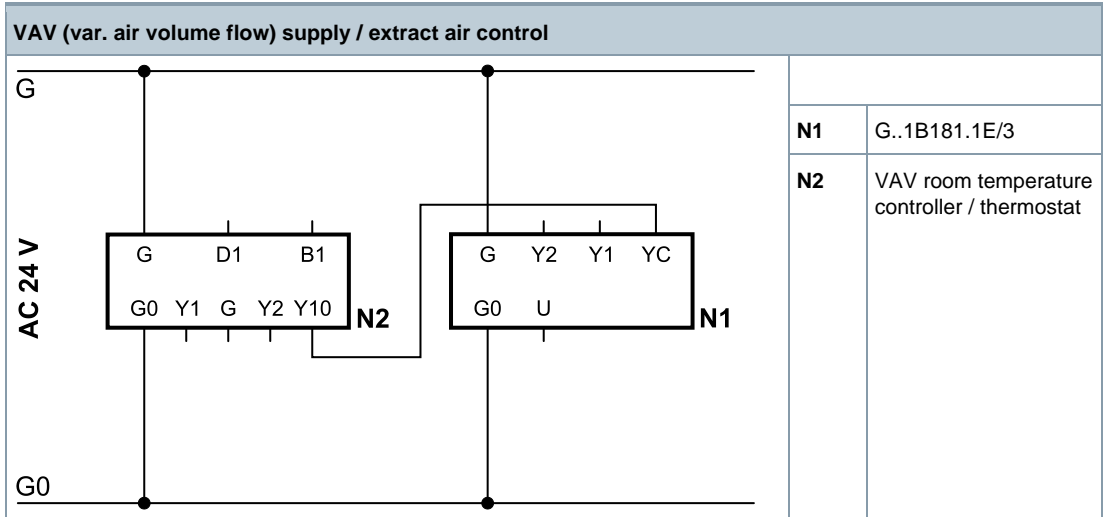 VAV (var. air volume flow) supply / extract air control
G
AC 24 V
G D1 B1
G0 Y1 G Y2 Y10
N2
G Y2 Y1 YC
G0 U
N1
G0
N1 G..1B181.1E/3
N2 VAV room temperature
controller / thermostat